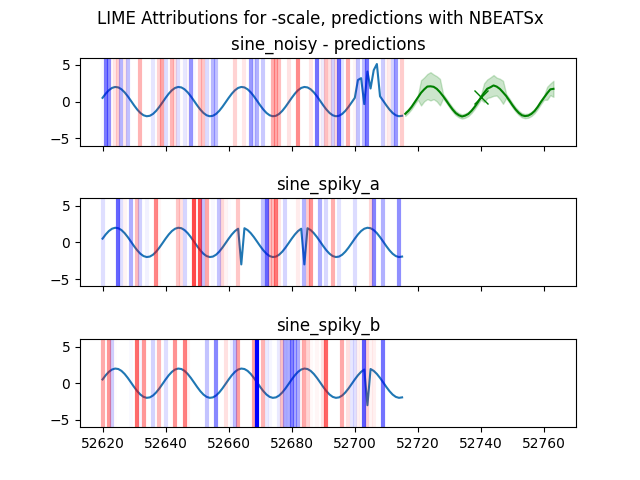 LIME Attributions for -scale, predictions with NBEATSx
sine_noisy - predictions
5
0
−5
sine_spiky_a
5
0
−5
sine_spiky_b
5
0
−5
52620 52640 52660 52680 52700 52720 52740 52760